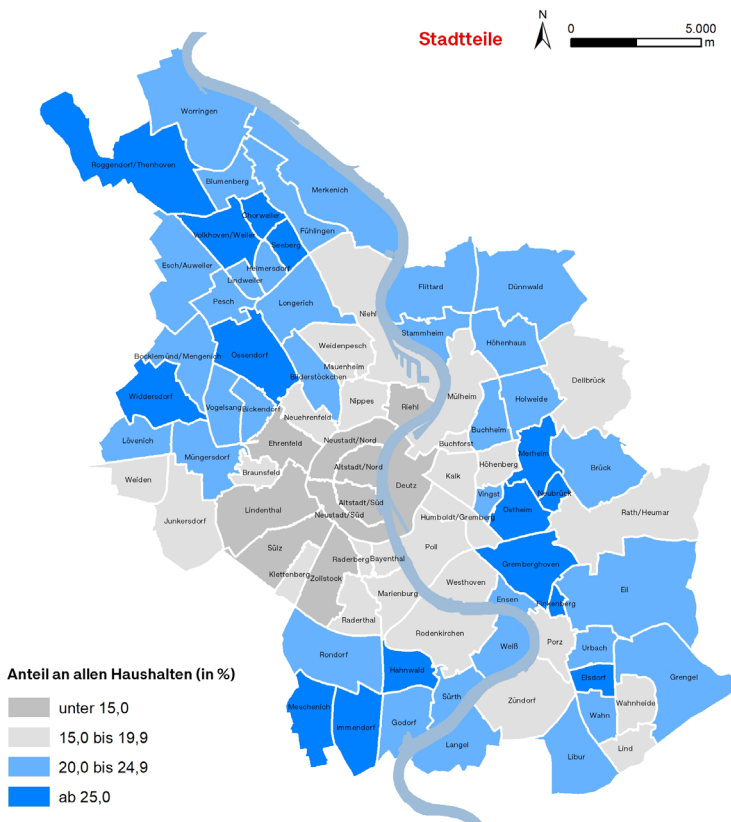 Stadtteile
N
0 5.000
m
Worringen
Roggendorf/Thenhoven
Blumenberg
Merkenich
Chorweiler
Fühlingen
Volkhoven/Weiler
Seeberg
Esch/Auweiler
Heimersdorf
Lindweiler
Flittard
Dünnwald
Pesch
Longerich
Niehl
Stammheim
Höhenhaus
Weidenpesch
Bocklemünd/Mengenich
Ossendorf
Mauenheim
Bilderstöckchen
Dellbrück
Widdersdorf
Nippes
Mülheim
Holweide
Vogelsang
Bickendorf
Riehl
Neuehrenfeld
Buchheim
Lövenich
Ehrenfeld
Neustadt/Nord
Buchforst
Merheim
Müngersdorf
Höhenberg
Brück
Braunsfeld
Altstadt/Nord
Weiden
Kalk
Deutz
Vingst
Neubrück
Altstadt/Süd
Lindenthal
Neustadt/Süd
Ostheim
Rath/Heumar
Junkersdorf
Humboldt/Gremberg
Sülz
Poll
Raderberg
Bayenthal
Gremberghoven
Klettenberg
Zollstock
Westhoven
Eil
Marienburg
Ensen
Finkenberg
Raderthal
Rodenkirchen
Porz
Weiß
Urbach
Rondorf
Hahnwald
Elsdorf
Grengel
Sürth
Zündorf
Wahnheide
Meschenich
Immendorf
Godorf
Wahn
Langel
Lind
Libur
Anteil an allen Haushalten (in %)
unter 15,0
15,0 bis 19,9
20,0 bis 24,9
ab 25,0